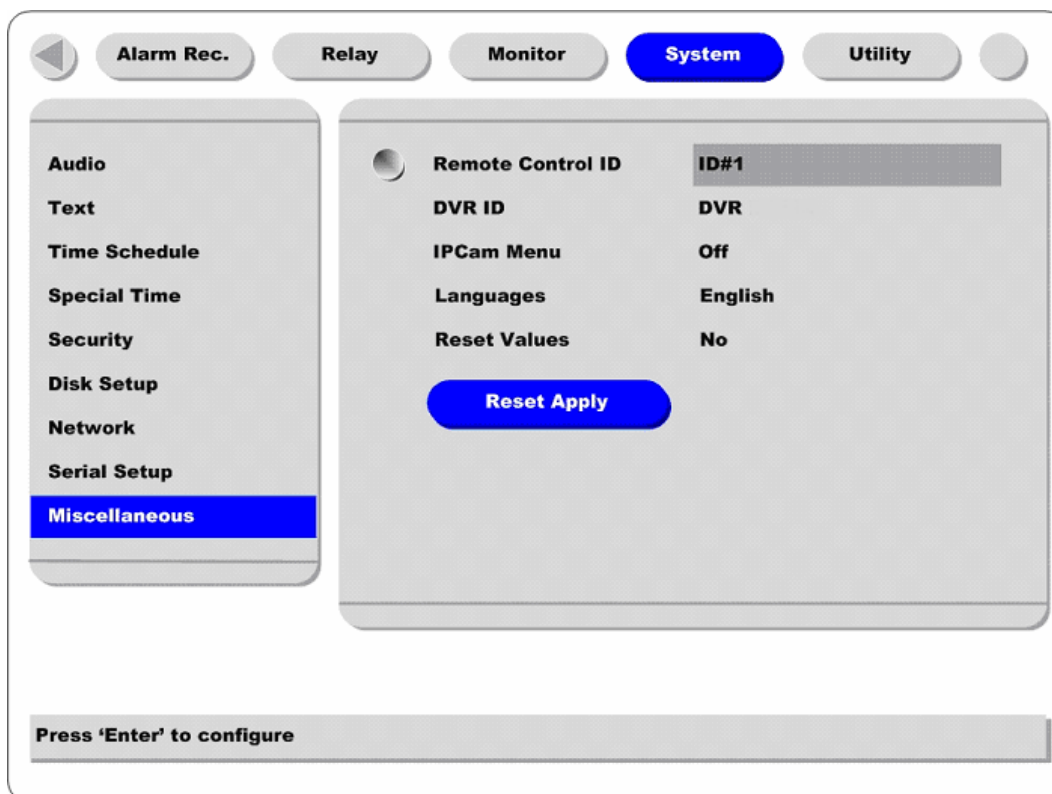 Alarm Rec. Relay Monitor System Utility
Audio
Text
Time Schedule
Special Time
Security
Disk Setup
Network
Serial Setup
Miscellaneous
Remote Control ID ID#1
DVR ID DVR
IPCam Menu Off
Languages English
Reset Values No
Reset Apply
Press ‘Enter’ to configure